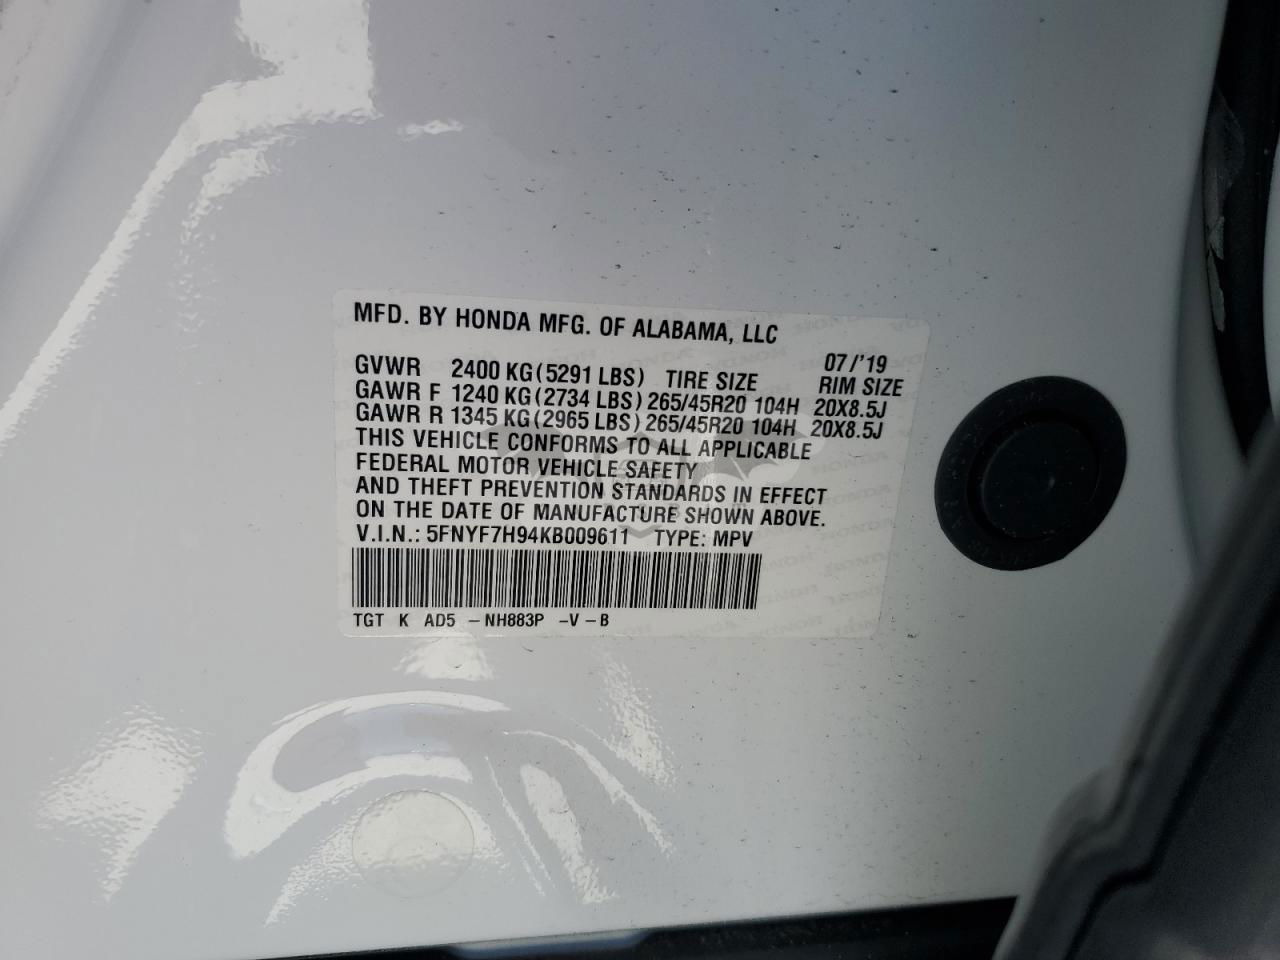 MFD. BY HONDA MFG. OF ALABAMA, LLC
07/'19
GVWR 2400 KG(5291 LBS) TIRE SIZE RIM SIZE
GAWR F 1240 KG(2734 LBS) 265/45R20 104H 20X8.5J
GAWR R 1345 KG(2965 LBS) 265/45R20 104H 20X8.5J
THIS VEHICLE CONFORMS TO ALL APPLICABLE
FEDERAL MOTOR VEHICLE SAFETY
AND THEFT PREVENTION STANDARDS IN EFFECT
ON THE DATE OF MANUFACTURE SHOWN ABOVE.
V.I.N.: 5FNYF7H94KB009611 TYPE: MPV
TGT K AD5 -NH883P -V -B